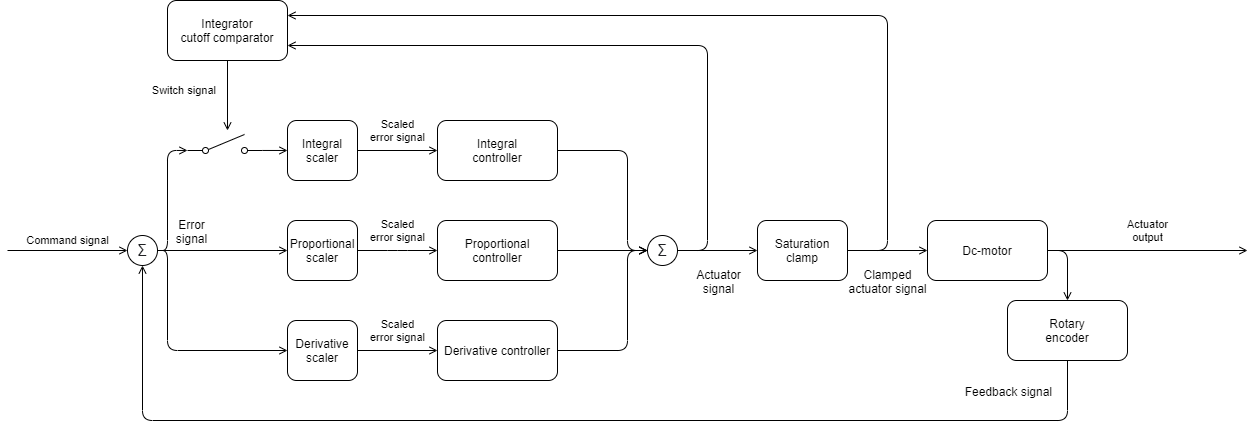 Integrator
cutoff comparator
Switch signal
Integral
scaler
Scaled
error signal
Integral
controller
Command signal
Σ
Error
signal
Proportional
scaler
Scaled
error signal
Proportional
controller
Σ
Actuator
signal
Saturation
clamp
Clamped
actuator signal
Dc-motor
Actuator
output
Derivative
scaler
Scaled
error signal
Derivative controller
Rotary
encoder
Feedback signal